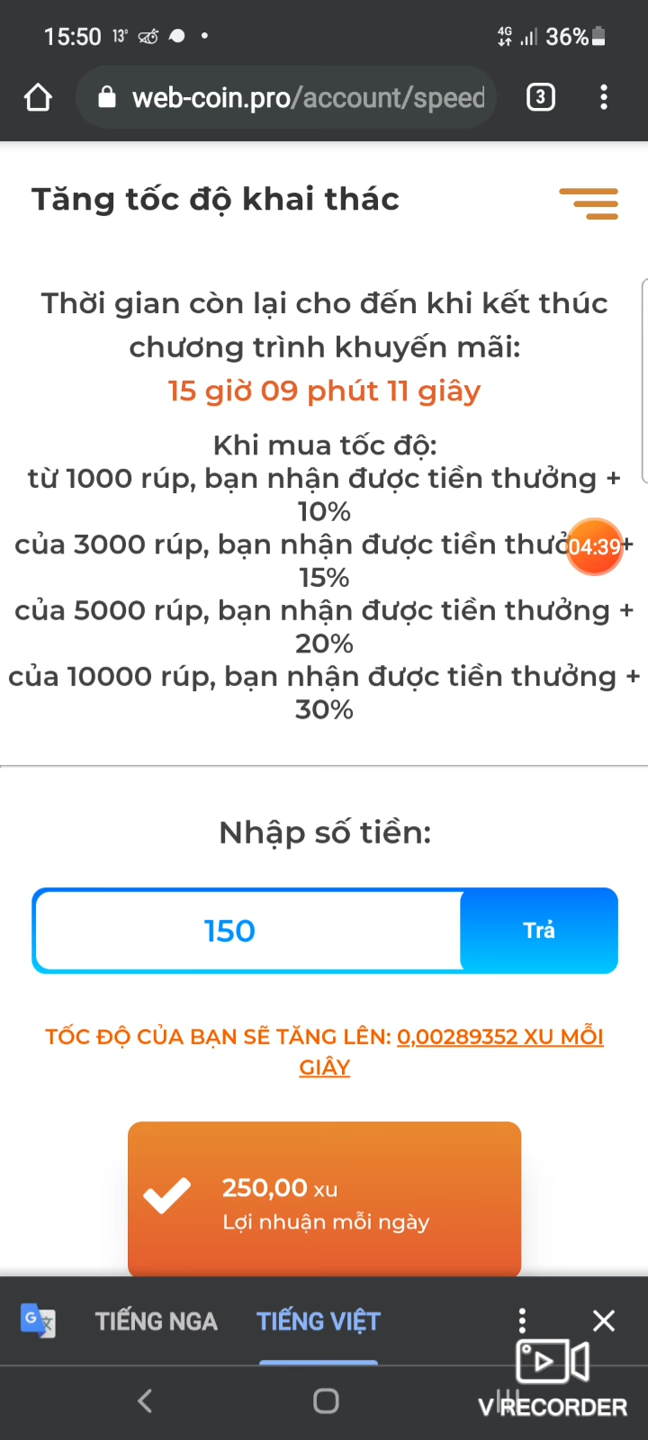 15:50 13° 4G 36%
web-coin.pro/account/speed 3
Tăng tốc độ khai thác
Thời gian còn lại cho đến khi kết thúc
chương trình khuyến mãi:
15 giờ 09 phút 11 giây
Khi mua tốc độ:
từ 1000 rúp, bạn nhận được tiền thưởng +
10%
của 3000 rúp, bạn nhận được tiền +
04:39
15%
của 5000 rúp, bạn nhận được tiền thưởng +
20%
của 10000 rúp, bạn nhận được tiền thưởng +
30%
Nhập số tiền:
150 Trả
TỐC ĐỘ CỦA BẠN SẼ TĂNG LÊN: 0,00289352 XU MỖI
GIÂY
250,00 xu
Lợi nhuận mỗi ngày
G TIẾNG NGA TIẾNG VIỆT
V RECORDER